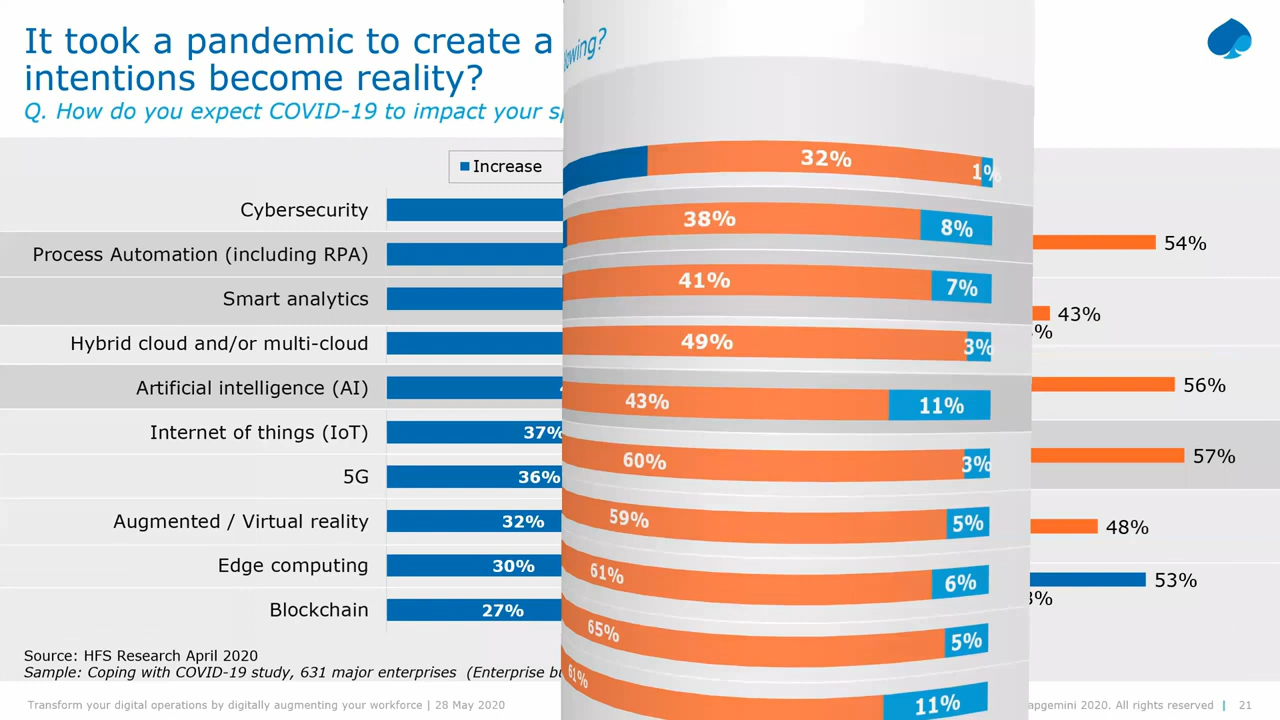 It took a pandemic to create a
intentions become reality?
Q. How do you expect COVID-19 to impact your
Increase
Cybersecurity 32% 1%
Process Automation (including RPA) 38% 8%
Smart analytics 41% 7%
Hybrid cloud and/or multi-cloud 49% 3%
Artificial intelligence (AI) 43% 11%
Internet of things (IoT) 37% 60% 3%
5G 36% 59% 5%
Augmented / Virtual reality 32% 61% 6%
Edge computing 30% 65% 5%
Blockchain 27% 61% 11%
54%
43%
56%
57%
48%
53%
Source: HFS Research April 2020
Sample: Coping with COVID-19 study, 631 major enterprises (Enterprise
Transform your digital operations by digitally augmenting your workforce | 28 May 2020
2020. All rights reserved | 21